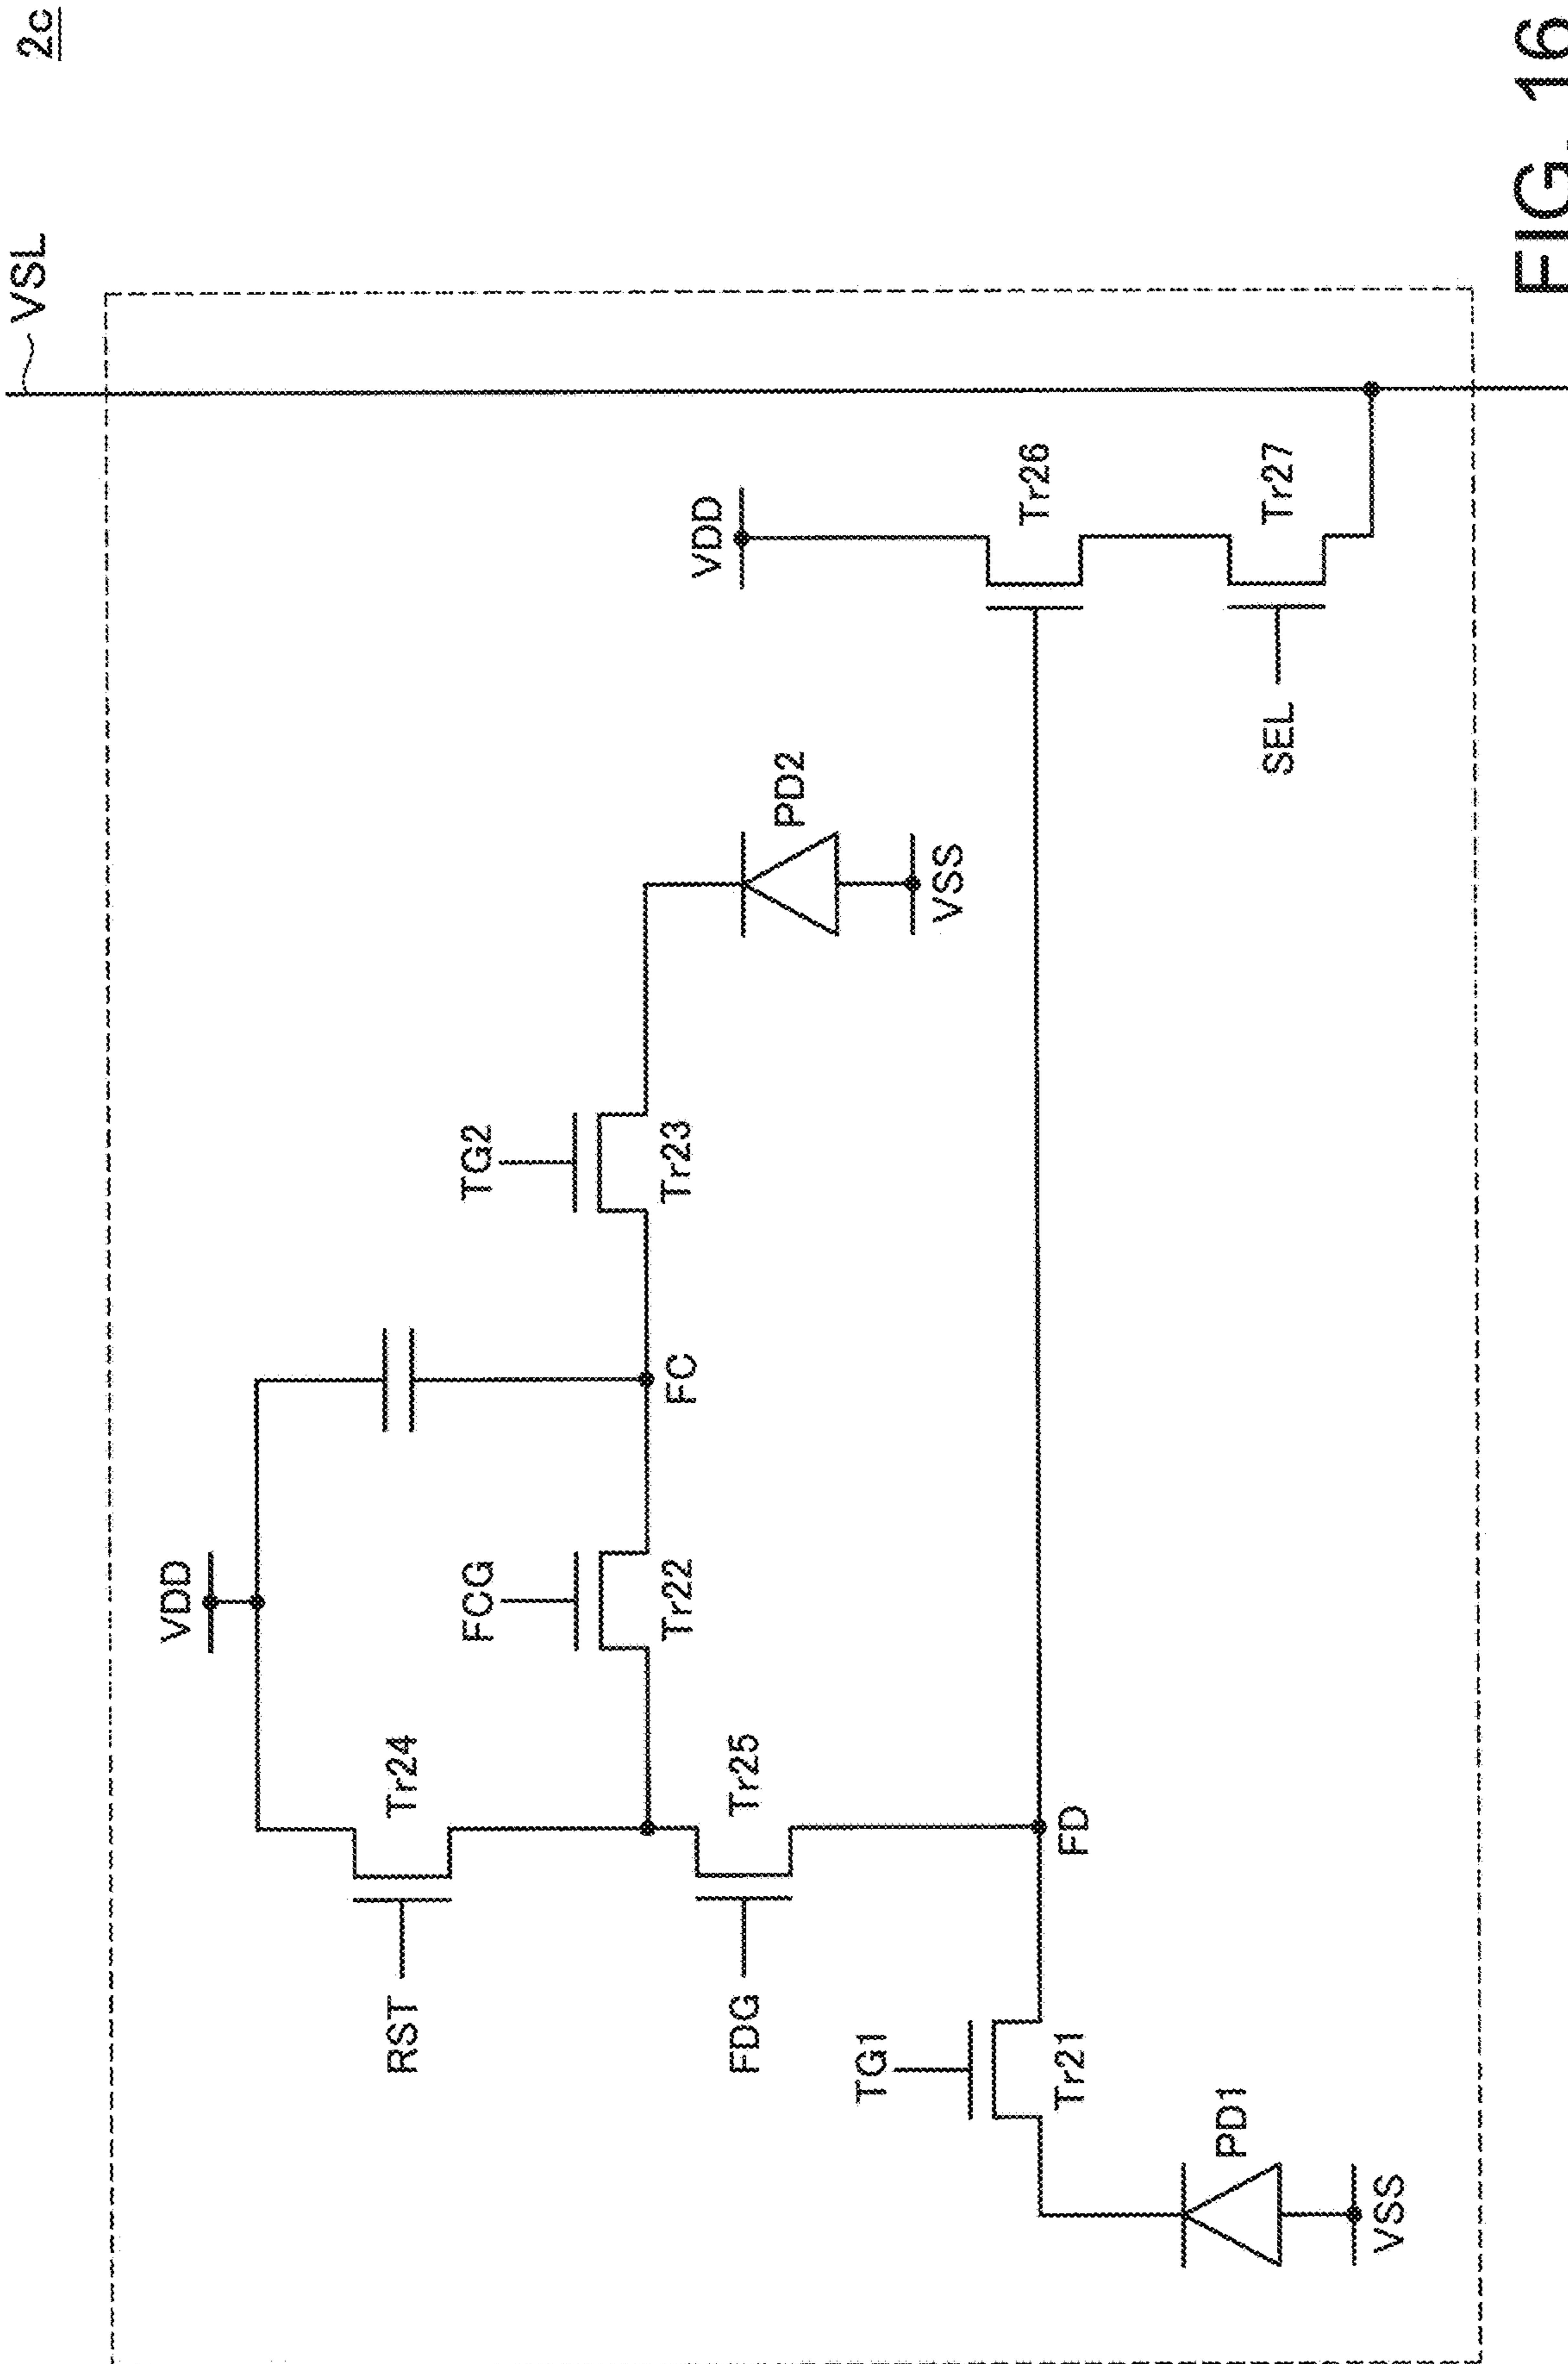 2c
VSL
VDD
RST
Tr24
FCG
Tr22
FC
TG2
Tr23
PD2
VSS
VDD
Tr26
SEL
Tr27
FDG
Tr25
FD
TG1
Tr21
PD1
VSS
FIG. 16